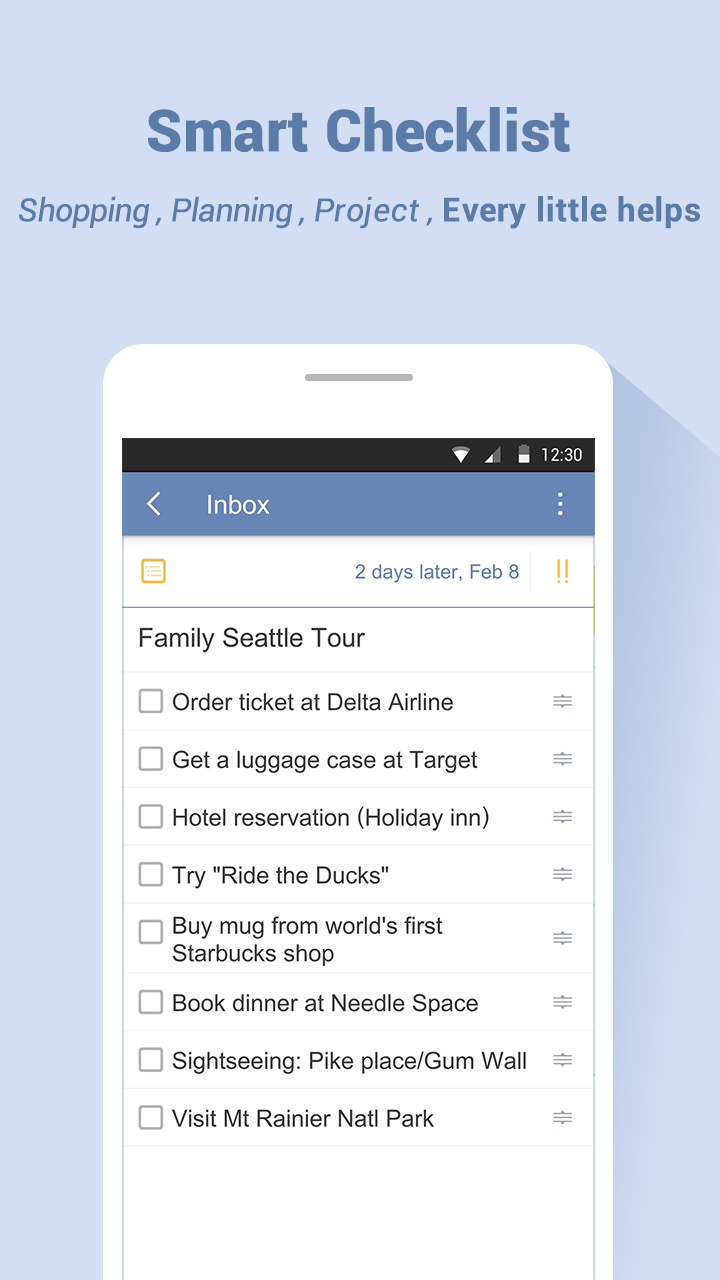 Smart Checklist
Shopping , Planning , Project , Every little helps
12:30
Inbox
2 days later, Feb 8
Family Seattle Tour
Order ticket at Delta Airline
Get a luggage case at Target
Hotel reservation (Holiday inn)
Try "Ride the Ducks"
Buy mug from world's first
Starbucks shop
Book dinner at Needle Space
Sightseeing: Pike place/Gum Wall
Visit Mt Rainier Natl Park